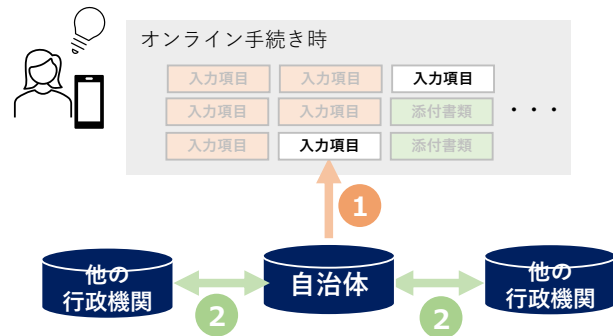 オンライン手続き時
入力項目 入力項目 入力項目
入力項目 入力項目 添付書類 ・・・
入力項目 入力項目 添付書類
1
他の
行政機関
2
自治体
2
他の
行政機関